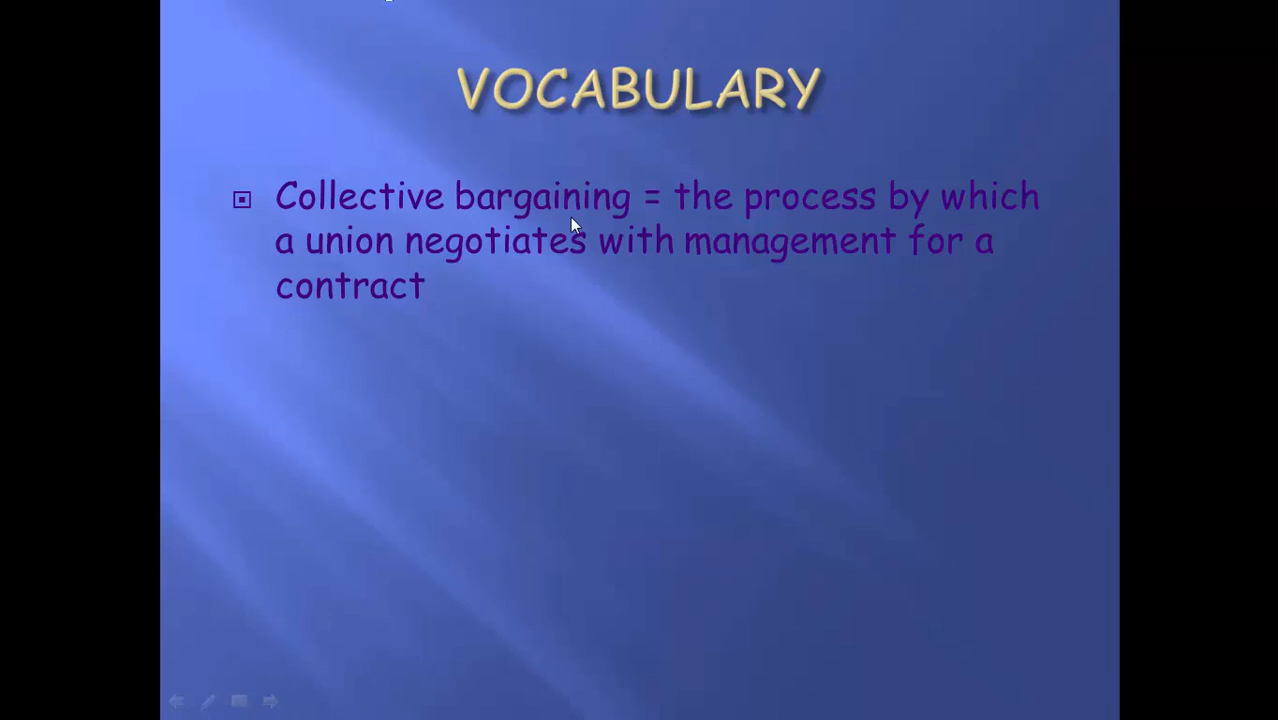 VOCABULARY
Collective bargaining = the process by which
a union negotiates with management for a
contract